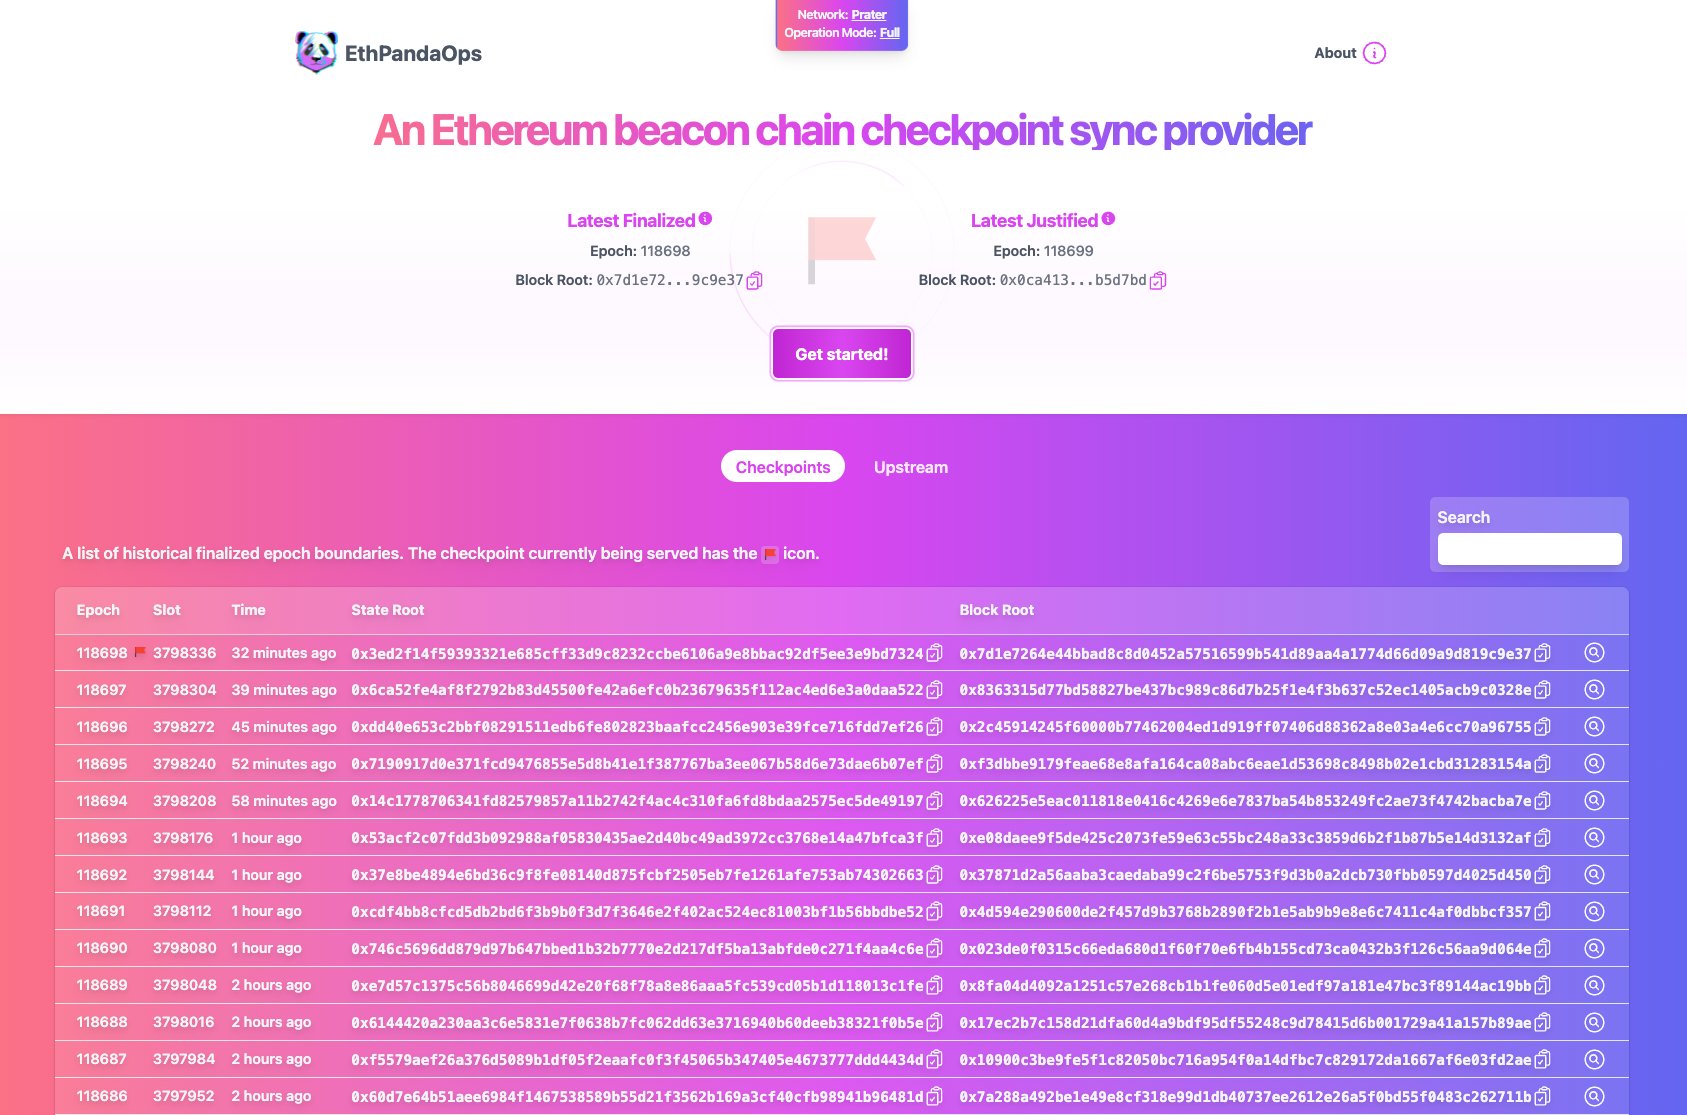 Network: Prater
Operation Mode: Full
EthPandaOps
About
An Ethereum beacon chain checkpoint sync provider
Latest Finalized
Epoch: 118698
Block Root: 0x7d1e72...9c9e37
Latest Justified
Epoch: 118699
Block Root: 0x0ca413...b5d7bd
Get started!
Checkpoints Upstream
Search
A list of historical finalized epoch boundaries. The checkpoint currently being served has the icon.
Epoch Slot Time State Root Block Root
118698 3798336 32 minutes ago 0x3ed2f14f59393321e685cff33d9c8232ccbe6106a9e8bbac92df5ee3e9bd7324 0x7d1e7264e44bbad8c8d0452a57516599b541d89aa4a1774d66d09a9d819c9e37
118697 3798304 39 minutes ago 0x6ca52fe4af8f2792b83d45500fe42a6efc0b23679635f112ac4ed6e3a0daa522 0x8363315d77bd58827be437bc989c86d7b25f1e4f3b637c52ec1405acb9c0328e
118696 3798272 45 minutes ago 0xdd40e653c2bbf08291511edb6fe802823baafcc2456e903e39fce716fdd7ef26 0x2c45914245f60000b77462004ed1d919ff07406d88362a8e03a4e6cc70a96755
118695 3798240 52 minutes ago 0x7190917d0e371fcd9476855e5d8b41e1f387767ba3ee067b58d6e73dae6b07ef 0xf3dbbe9179feae68e8afa164ca08abc6eae1d53698c8498b02e1cbd31283154a
118694 3798208 58 minutes ago 0x14c1778706341fd82579857a11b2742f4ac4c310fa6fd8bdaa2575ec5de49197 0x626225e5eac011818e0416c4269e6e7837ba54b853249fc2ae73f4742bacba7e
118693 3798176 1 hour ago 0x53acf2c07fdd3b092988af05830435ae2d40bc49ad3972cc3768e14a47bfca3f 0xe08daee9f5de425c2073fe59e63c55bc248a33c3859d6b2f1b87b5e14d3132af
118692 3798144 1 hour ago 0x37e8be4894e6bd36c9f8fe08140d875fcbf2505eb7fe1261afe753ab74302663 0x37871d2a56aaba3caedaba99c2f6be5753f9d3b0a2dcb730fbb0597d4025d450
118691 3798112 1 hour ago 0xcdf4bb8cfcd5db2bd6f3b9b0f3d7f3646e2f402ac524ec81003bf1b56bbdbe52 0x4d594e290600de2f457d9b3768b2890f2b1e5ab9b9e8e6c7411c4af0dbbcf357
118690 3798080 1 hour ago 0x746c5696dd879d97b647bbed1b32b7770e2d217df5ba13abfde0c271f4aa4c6e 0x023de0f0315c66eda680d1f60f70e6fb4b155cd73ca0432b3f126c56aa9d064e
118689 3798048 2 hours ago 0xe7d57c1375c56b8046699d42e20f68f78a8e86aaa5fc539cd05b1d118013c1fe 0x8fa04d4092a1251c57e268cb1b1fe060d5e01edf97a181e47bc3f89144ac19bb
118688 3798016 2 hours ago 0x6144420a230aa3c6e5831e7f0638b7fc062dd63e3716940b60deeb38321f0b5e 0x17ec2b7c158d21dfa60d4a9bdf95df55248c9d78415d6b001729a41a157b89ae
118687 3797984 2 hours ago 0xf5579aef26a376d5089b1df05f2eaafc0f3f45065b347405e4673777ddd4434d 0x10900c3be9fe5f1c82050bc716a954f0a14dfbc7c829172da1667af6e03fd2ae
118686 3797952 2 hours ago 0x60d7e64b51aee6984f1467538589b55d21f3562b169a3cf40cfb98941b96481d 0x7a288a492be1e49e8cf318e99d1db40737ee2612e26a5f0bd55f0483c262711b